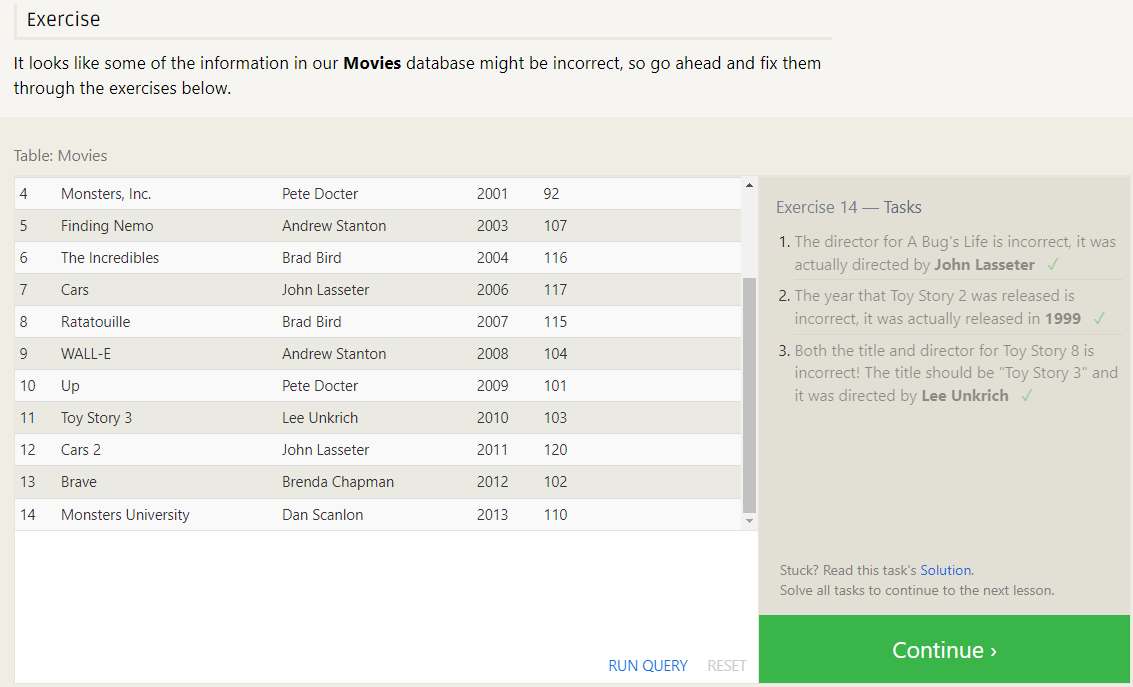 Exercise
It looks like some of the information in our Movies database might be incorrect, so go ahead and fix them
through the exercises below.
Table: Movies
4 Monsters, Inc. Pete Docter 2001 92
5 Finding Nemo Andrew Stanton 2003 107
6 The Incredibles Brad Bird 2004 116
7 Cars John Lasseter 2006 117
8 Ratatouille Brad Bird 2007 115
9 WALL-E Andrew Stanton 2008 104
10 Up Pete Docter 2009 101
11 Toy Story 3 Lee Unkrich 2010 103
12 Cars 2 John Lasseter 2011 120
13 Brave Brenda Chapman 2012 102
14 Monsters University Dan Scanlon 2013 110
RUN QUERY RESET
Exercise 14 — Tasks
1. The director for A Bug's Life is incorrect, it was
actually directed by John Lasseter ✓
2. The year that Toy Story 2 was released is
incorrect, it was actually released in 1999 ✓
3. Both the title and director for Toy Story 8 is
incorrect! The title should be "Toy Story 3" and
it was directed by Lee Unkrich ✓
Stuck? Read this task's Solution.
Solve all tasks to continue to the next lesson.
Continue ›